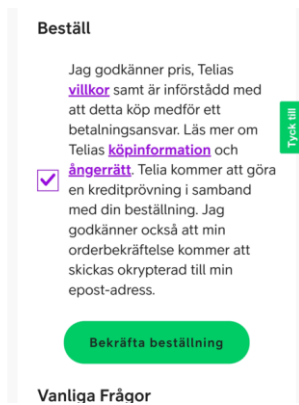 Beställ
Jag godkänner pris, Telias
villkor samt är införstådd med
att detta köp medför ett
betalningsansvar. Läs mer om
Telias köpinformation och
ångerrätt. Telia kommer att göra
en kreditprövning i samband
med din beställning. Jag
godkänner också att min
orderbekräftelse kommer att
skickas okrypterad till min
epost-adress.
Tyck till
Bekräfta beställning
Vanliga Frågor